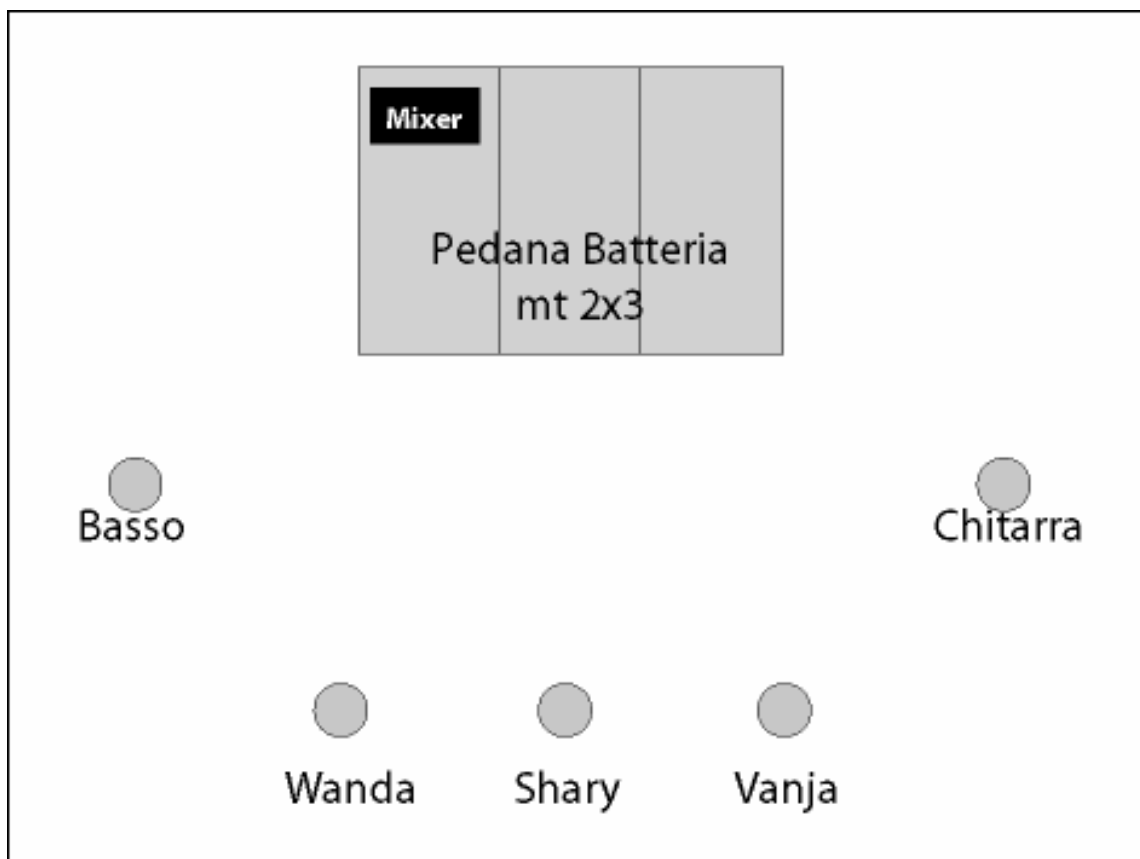 Mixer
Pedana Batteria
mt 2x3
Basso
Chitarra
Wanda
Shary
Vanja